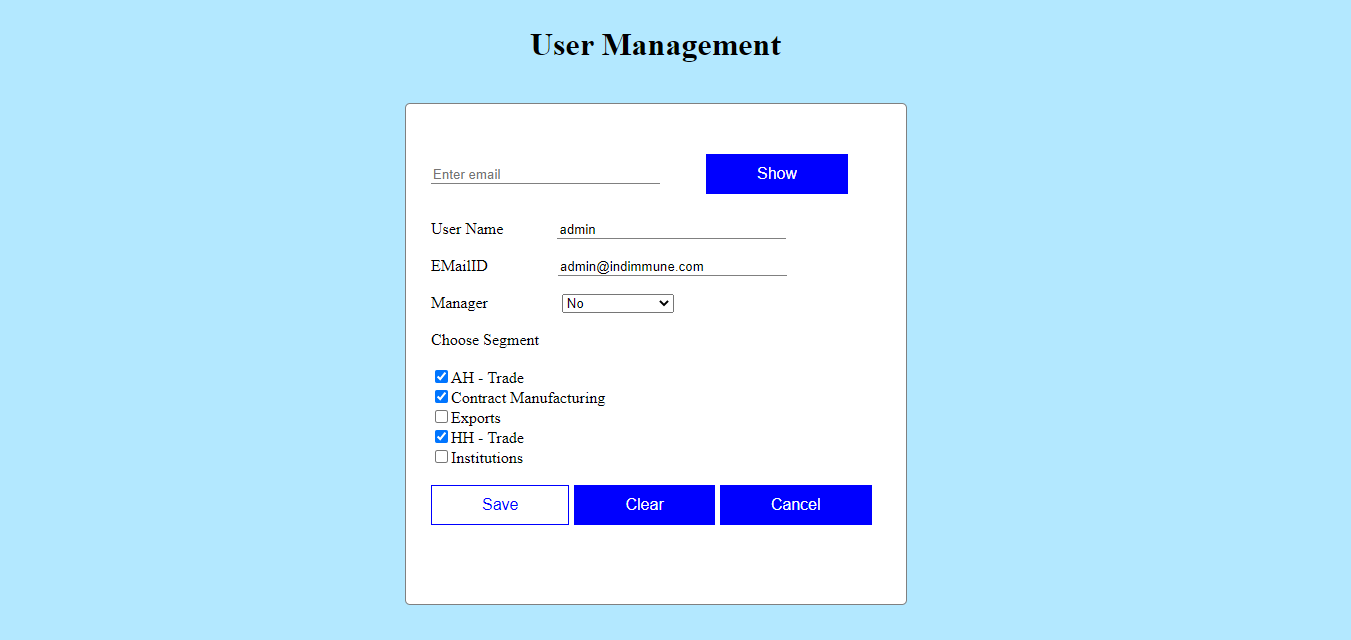 User Management
Enter email Show
User Name admin
EMailID admin@indimmune.com
Manager No
Choose Segment
AH - Trade
Contract Manufacturing
Exports
HH - Trade
Institutions
Save Clear Cancel